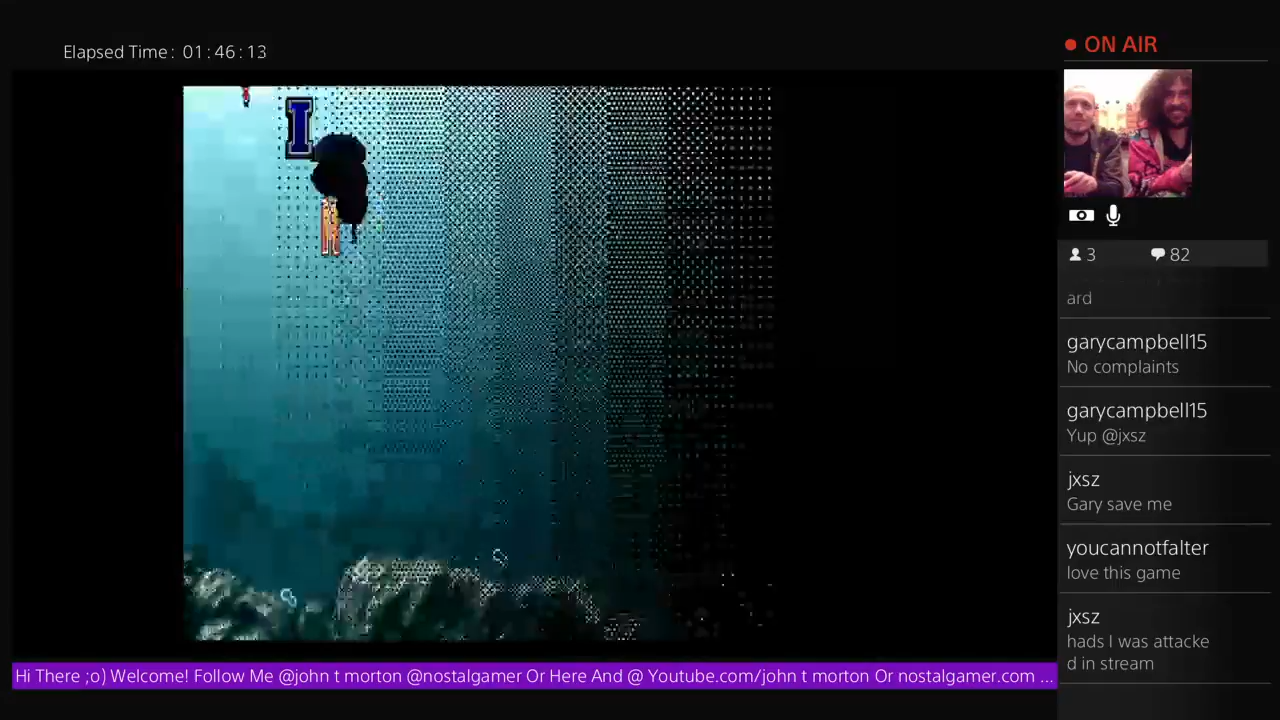 Elapsed Time: 01:46:13
ON AIR
I
3 82
ard
garycampbell15
No complaints
garycampbell15
Yup @jxsz
jxsz
Gary save me
youcannotfalter
love this game
jxsz
hads I was attacke
d in stream
Hi There ;o) Welcome! Follow Me @john t morton @nostalgamer Or Here And @ Youtube.com/john t morton Or nostalgamer.com ...